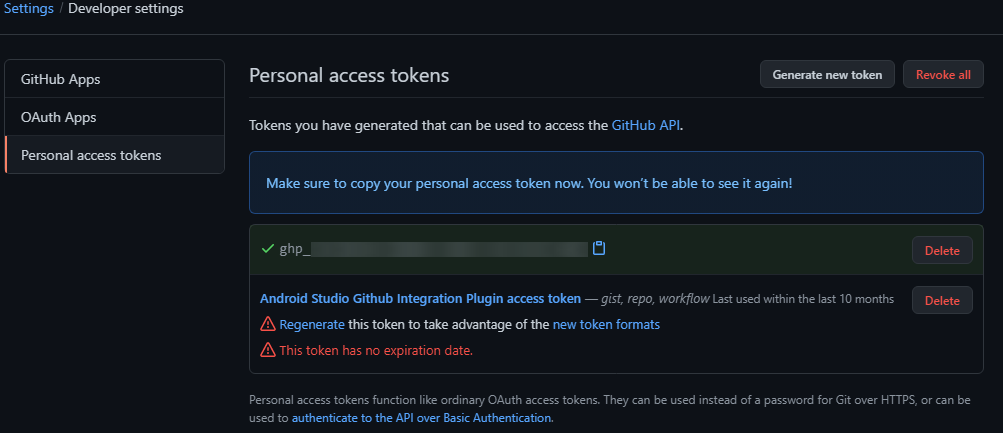 Settings / Developer settings
GitHub Apps
OAuth Apps
Personal access tokens
Personal access tokens
Generate new token
Revoke all
Tokens you have generated that can be used to access the GitHub API.
Make sure to copy your personal access token now. You won't be able to see it again!
ghp_
Delete
Android Studio Github Integration Plugin access token — gist, repo, workflow Last used within the last 10 months
Delete
Regenerate this token to take advantage of the new token formats
This token has no expiration date.
Personal access tokens function like ordinary OAuth access tokens. They can be used instead of a password for Git over HTTPS, or can be
used to authenticate to the API over Basic Authentication.